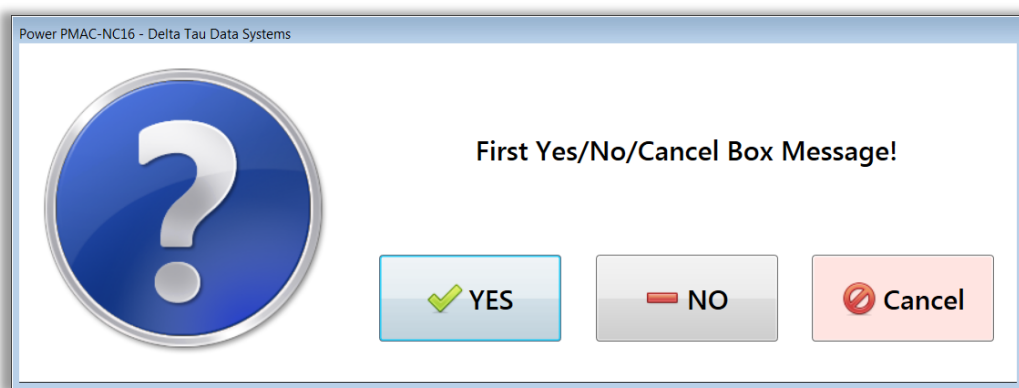 Power PMAC-NC16 - Delta Tau Data Systems
?
First Yes/No/Cancel Box Message!
YES
NO
Cancel